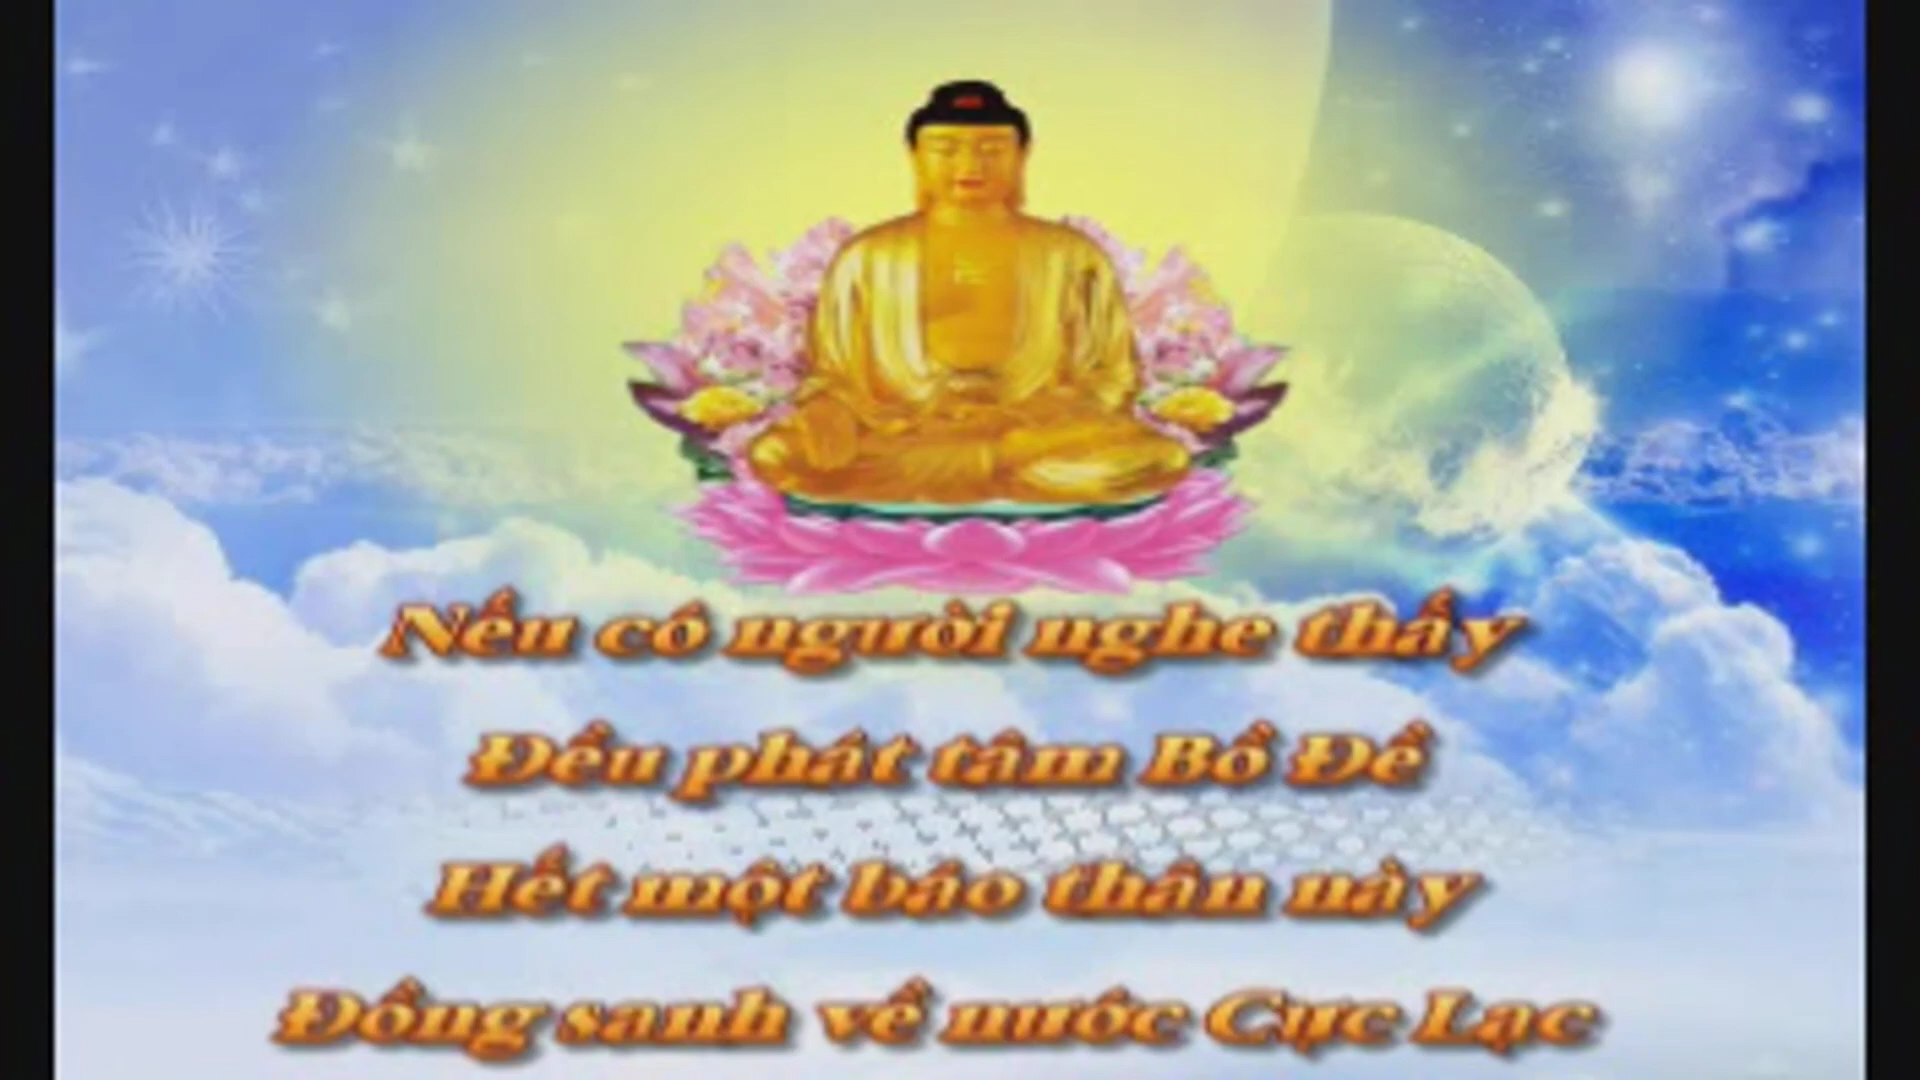 Nếu có người nghe thấy
Đều phát tâm Bồ Đề
Hết một báo thân này
Đồng sanh về nước Cực Lạc